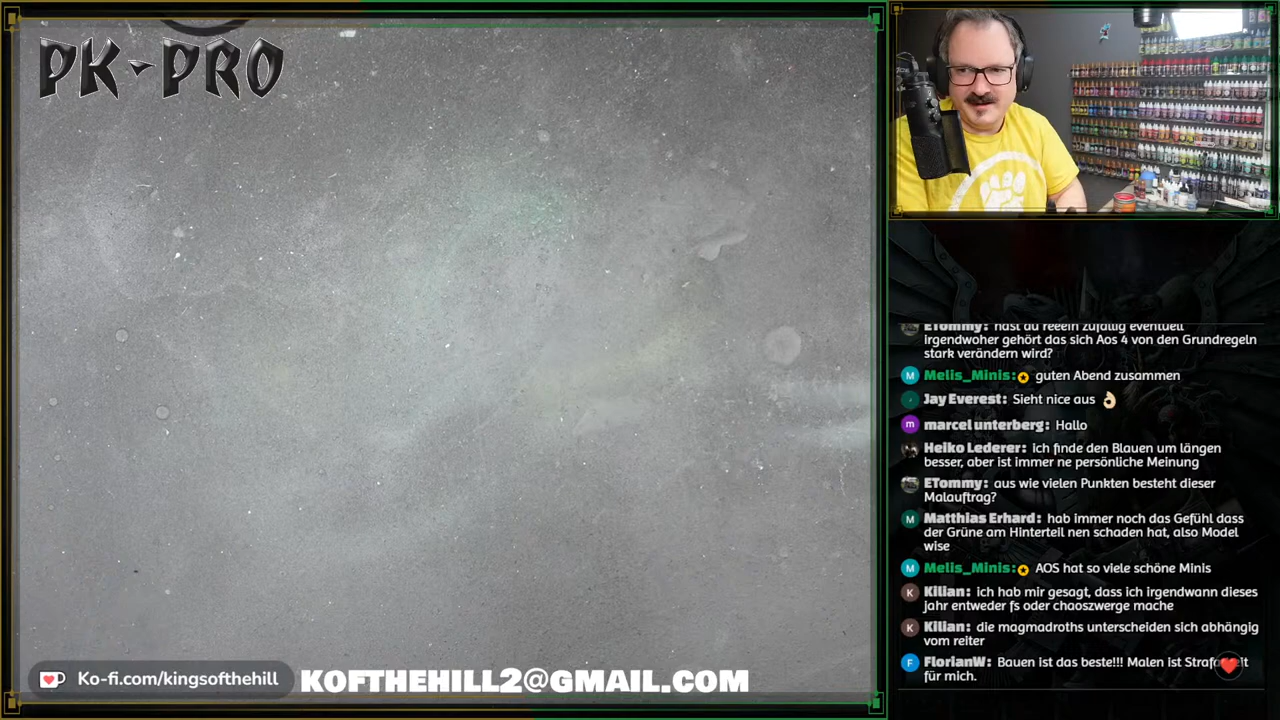 PK-PRO
ETommy: hast du reeein zufällig eventuell
irgendwoher gehört das sich Aos 4 von den Grundregeln
stark verändern wird?
Melis_Minis: guten Abend zusammen
Jay Everest: Sieht nice aus 👌🏻
marcel unterberg: Hallo
Heiko Lederer: ich finde den Blauen um längen
besser, aber ist immer ne persönliche Meinung
ETommy: aus wie vielen Punkten besteht dieser
Malauftrag?
Matthias Erhard: hab immer noch das Gefühl dass
der Grüne am Hinterteil nen schaden hat, also Model
wise
Melis_Minis: AOS hat so viele schöne Minis
Kilian: ich hab mir gesagt, dass ich irgendwann dieses
jahr entweder fs oder chaoszwerge mache
Kilian: die magmadroths unterscheiden sich abhängig
vom reiter
FlorianW: Bauen ist das beste!!! Malen ist
für mich.
Ko-fi.com/kingsofthehill
KOFTHEHILL2@GMAIL.COM